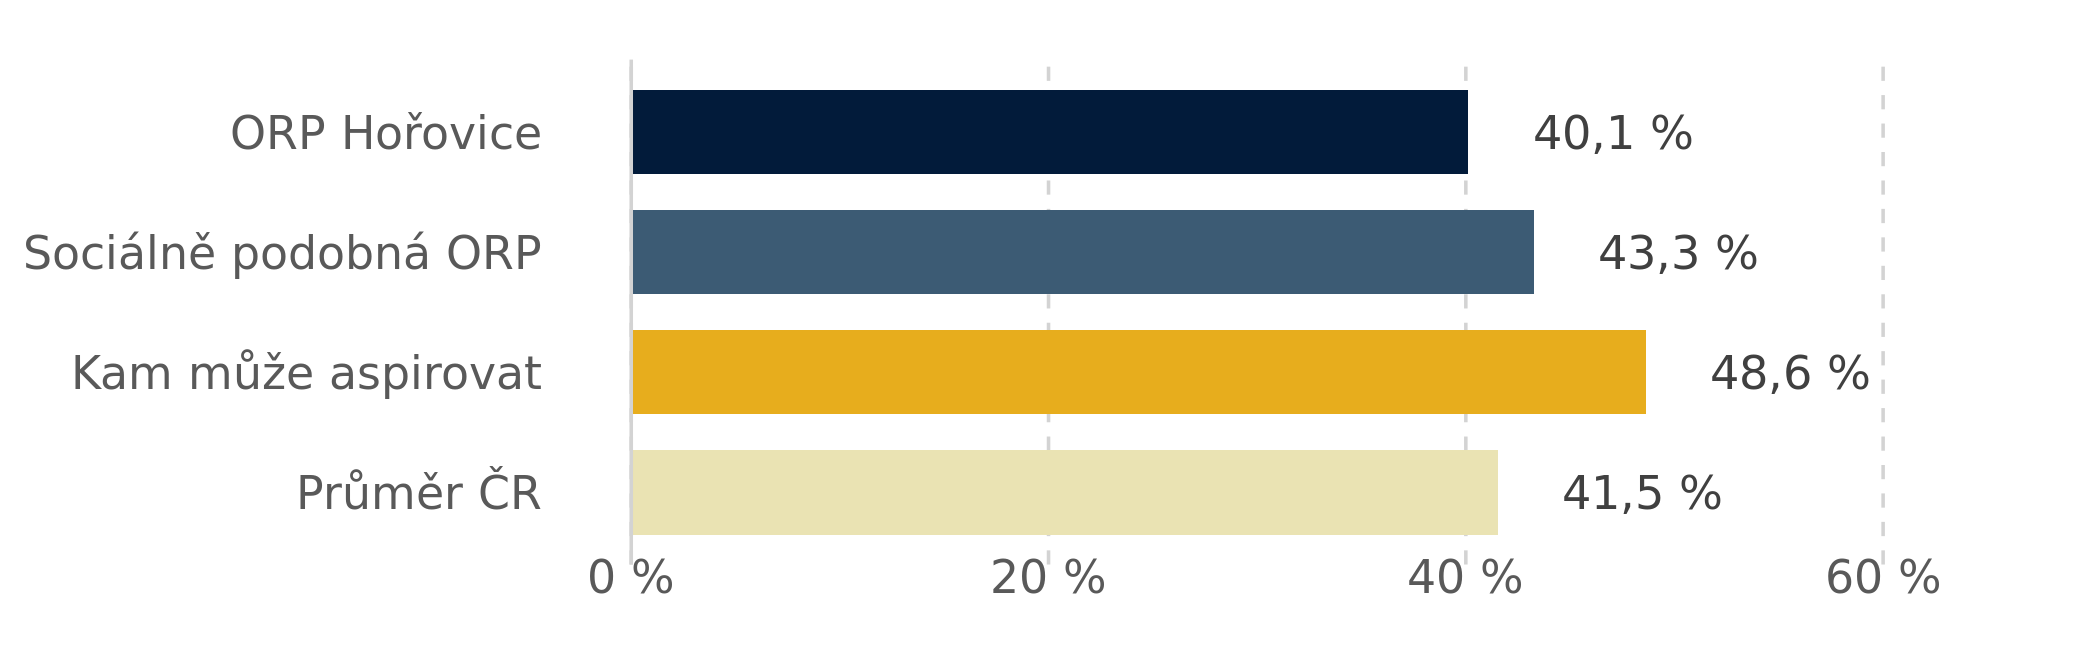 ORP Hořovice 40,1 %
Sociálně podobná ORP 43,3 %
Kam může aspirovat 48,6 %
Průměr ČR 41,5 %
0 % 20 % 40 % 60 %